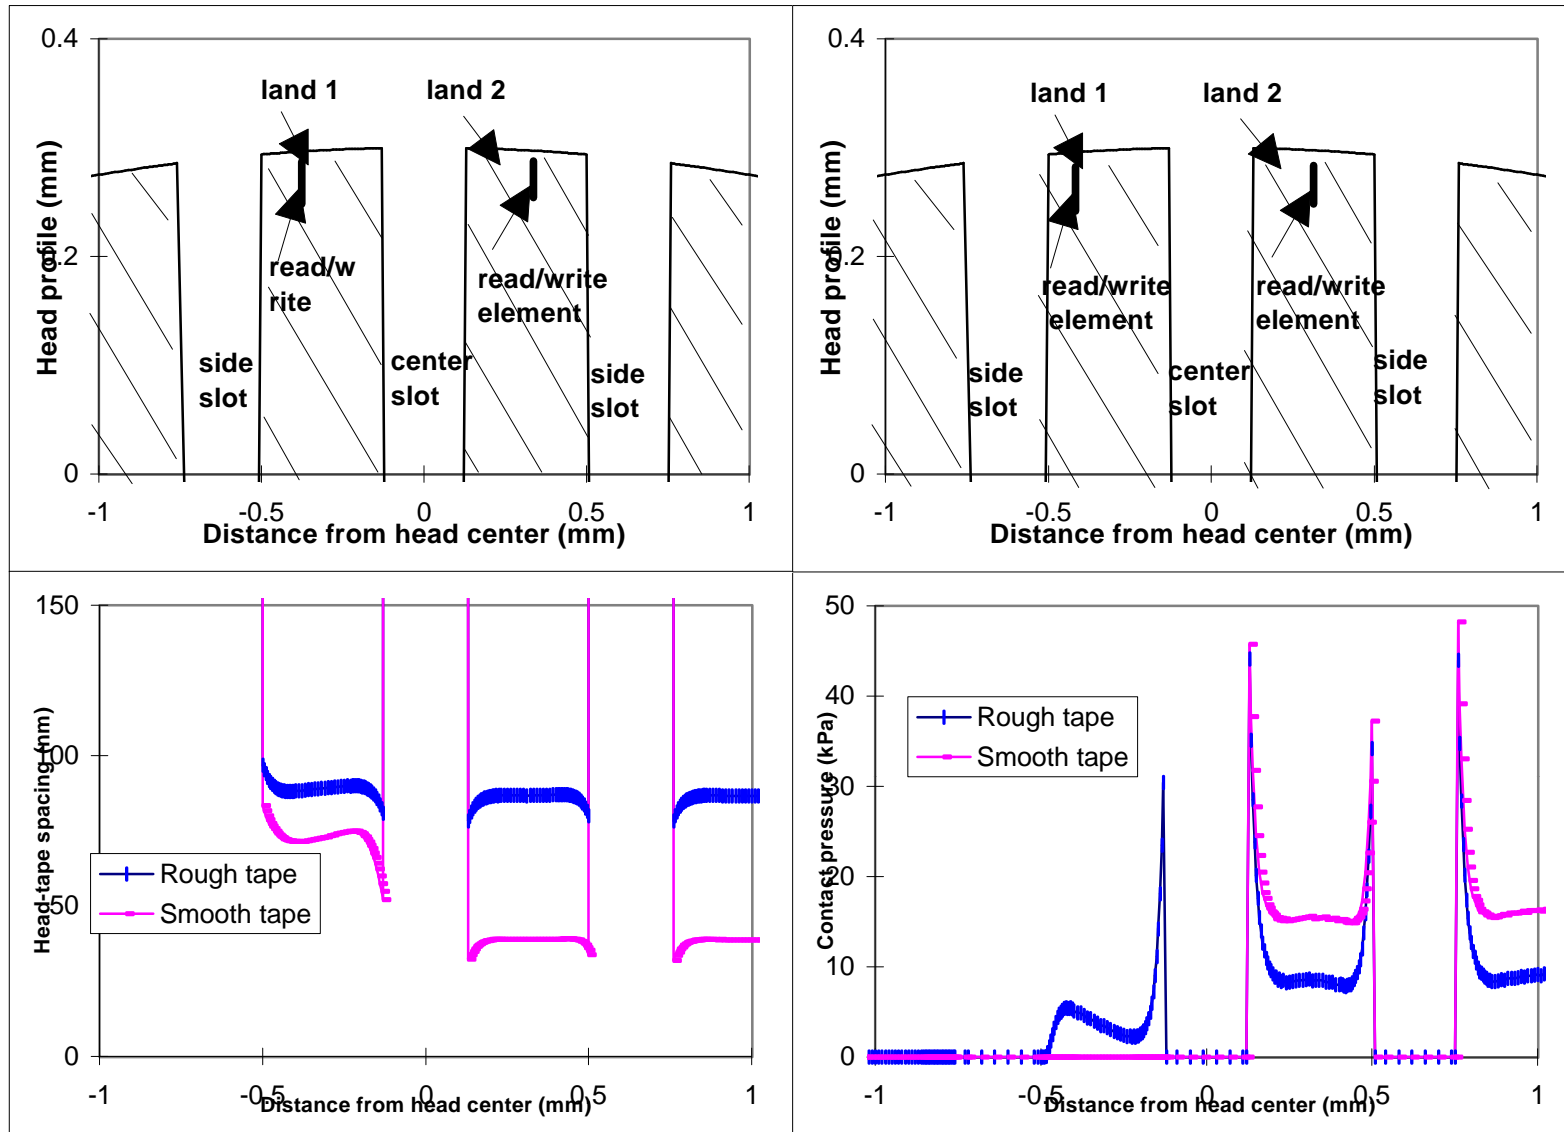 0.4
land 1
land 2
Head profile (mm)
0.2
read/w
rite
read/write
element
side
slot
center
slot
side
slot
0
-1
-0.5
0
0.5
1
Distance from head center (mm)
0.4
land 1
land 2
Head profile (mm)
0.2
read/write
element
read/write
element
side
slot
center
slot
side
slot
0
-1
-0.5
0
0.5
1
Distance from head center (mm)
150
100
50
0
Head-tape spacing (nm)
Rough tape
Smooth tape
-1
-0.5
0
0.5
1
Distance from head center (mm)
50
40
30
20
10
0
Contact pressure (kPa)
Rough tape
Smooth tape
-1
-0.5
0
0.5
1
Distance from head center (mm)